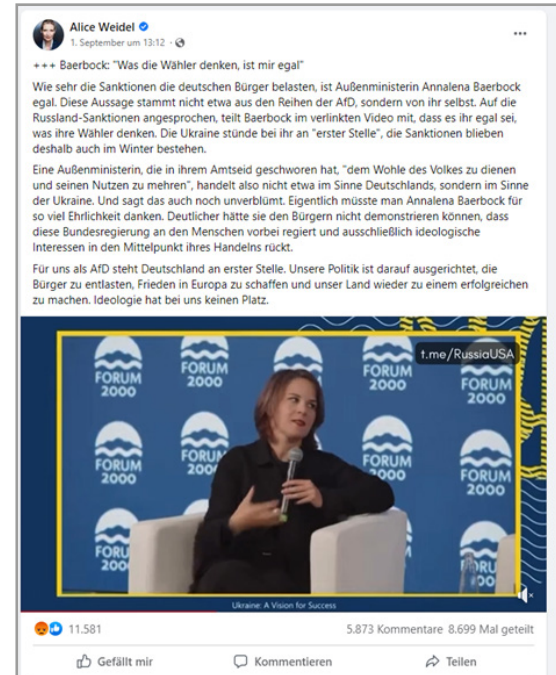 Alice Weidel
1. September um 13:12 ·
+++ Baerbock: "Was die Wähler denken, ist mir egal"
Wie sehr die Sanktionen die deutschen Bürger belasten, ist Außenministerin Annalena Baerbock
egal. Diese Aussage stammt nicht etwa aus den Reihen der AfD, sondern von ihr selbst. Auf die
Russland-Sanktionen angesprochen, teilt Baerbock im verlinkten Video mit, dass es ihr egal sei,
was ihre Wähler denken. Die Ukraine stünde bei ihr an "erster Stelle", die Sanktionen blieben
deshalb auch im Winter bestehen.
Eine Außenministerin, die in ihrem Amtseid geschworen hat, "dem Wohle des Volkes zu dienen
und seinen Nutzen zu mehren", handelt also nicht etwa im Sinne Deutschlands, sondern im Sinne
der Ukraine. Und sagt das auch noch unverblümt. Eigentlich müsste man Annalena Baerbock für
so viel Ehrlichkeit danken. Deutlicher hätte sie den Bürgern nicht demonstrieren können, dass
diese Bundesregierung an den Menschen vorbei regiert und ausschließlich ideologische
Interessen in den Mittelpunkt ihres Handelns rückt.
Für uns als AfD steht Deutschland an erster Stelle. Unsere Politik ist darauf ausgerichtet, die
Bürger zu entlasten, Frieden in Europa zu schaffen und unser Land wieder zu einem erfolgreichen
zu machen. Ideologie hat bei uns keinen Platz.
t.me/RussiaUSA
FORUM 2000
FORUM 2000
FORUM 2000
FORUM 2000
FORUM 2000
FORUM 200
FORUM 2000
FORUM 2000
FORU
Ukraine: A Vision for Success
11.581
5.873 Kommentare 8.699 Mal geteilt
Gefällt mir
Kommentieren
Teilen